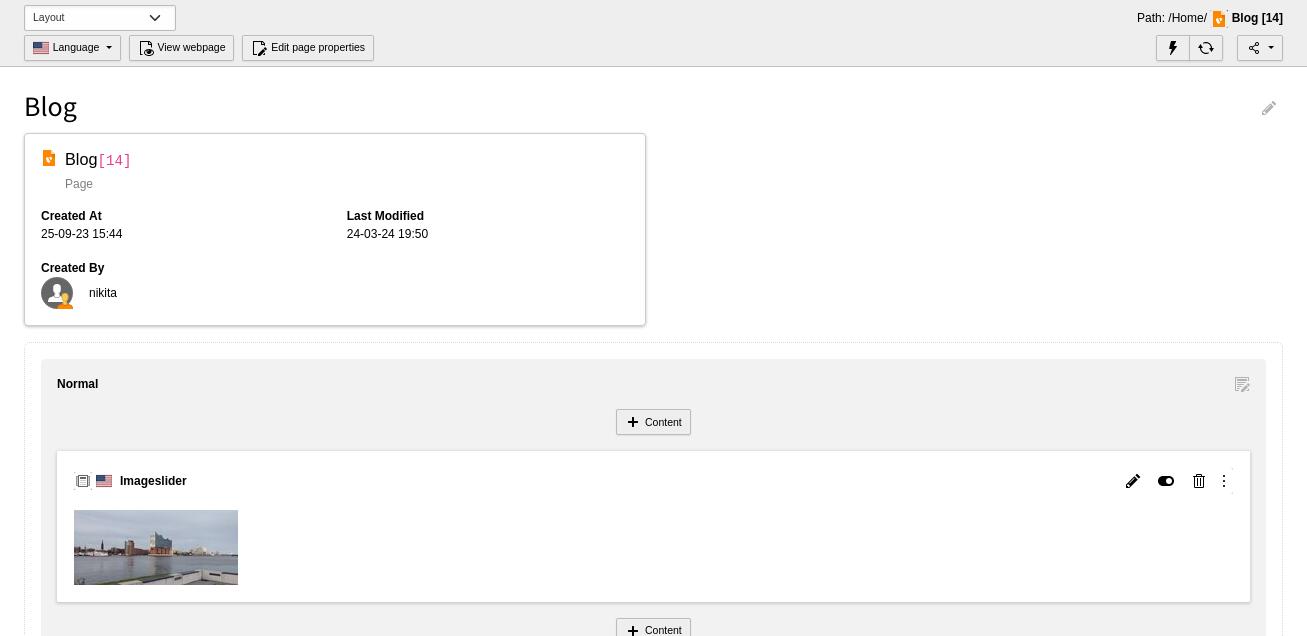 Layout
Path: /Home/ Blog [14]
Language
View webpage
Edit page properties
Blog
Blog[14]
Page
Created At
Last Modified
25-09-23 15:44
24-03-24 19:50
Created By
nikita
Normal
Content
Imageslider
Content